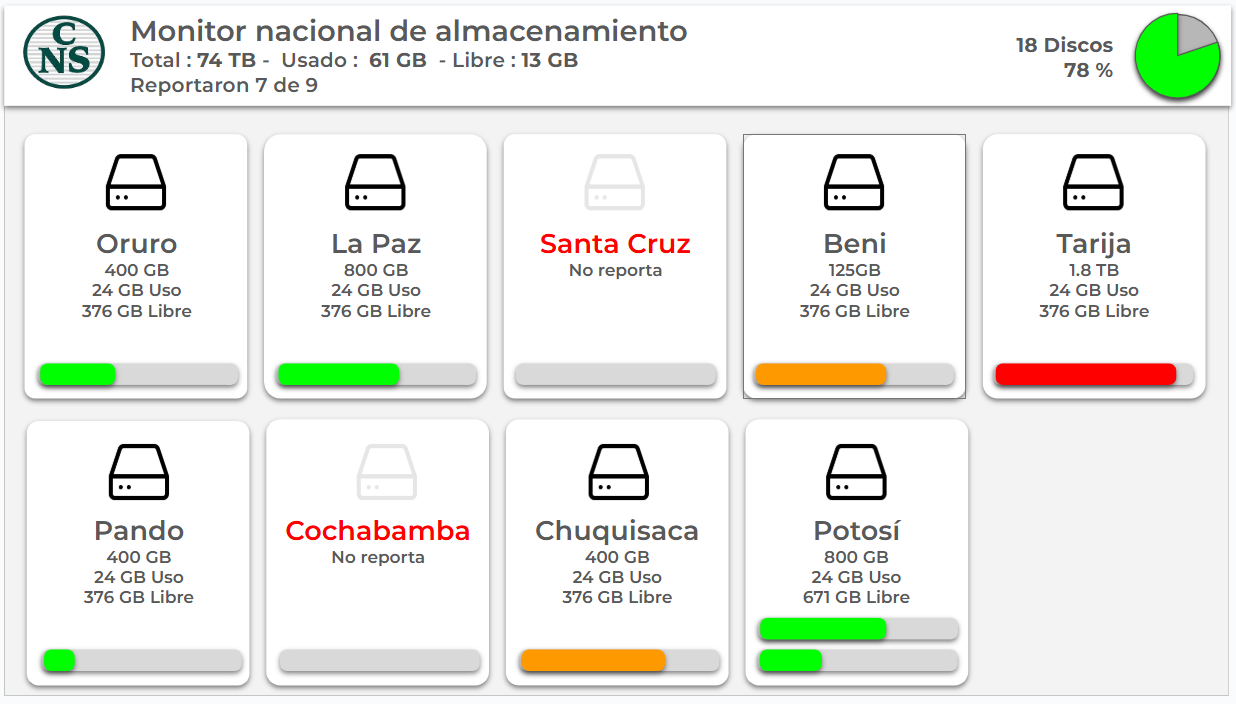 C
NS
Monitor nacional de almacenamiento
Total : 74 TB - Usado : 61 GB - Libre : 13 GB
Reportaron 7 de 9
18 Discos
78 %
Oruro
400 GB
24 GB Uso
376 GB Libre
La Paz
800 GB
24 GB Uso
376 GB Libre
Santa Cruz
No reporta
Beni
125GB
24 GB Uso
376 GB Libre
Tarija
1.8 TB
24 GB Uso
376 GB Libre
Pando
400 GB
24 GB Uso
376 GB Libre
Cochabamba
No reporta
Chuquisaca
400 GB
24 GB Uso
376 GB Libre
Potosí
800 GB
24 GB Uso
671 GB Libre